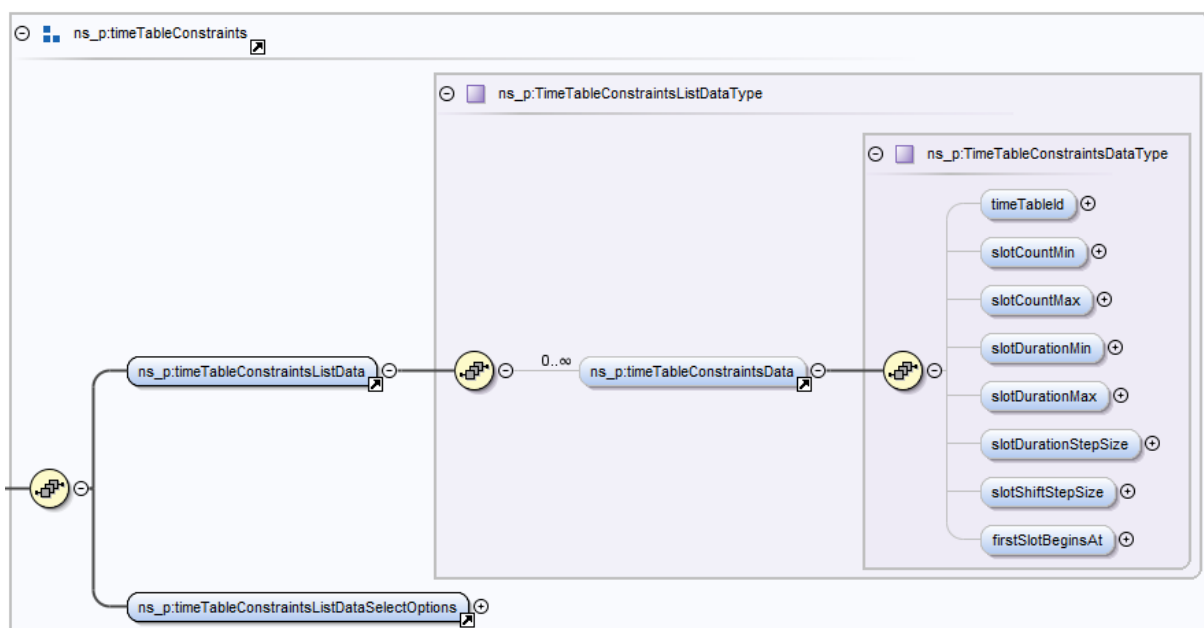 ns_p:timeTableConstraints
ns_p:TimeTableConstraintsListDataType
ns_p:TimeTableConstraintsDataType
timeTableId
slotCountMin
slotCountMax
slotDurationMin
ns_p:timeTableConstraintsListData
0..∞
ns_p:timeTableConstraintsData
slotDurationMax
slotDurationStepSize
slotShiftStepSize
firstSlotBeginsAt
ns_p:timeTableConstraintsListDataSelectOptions